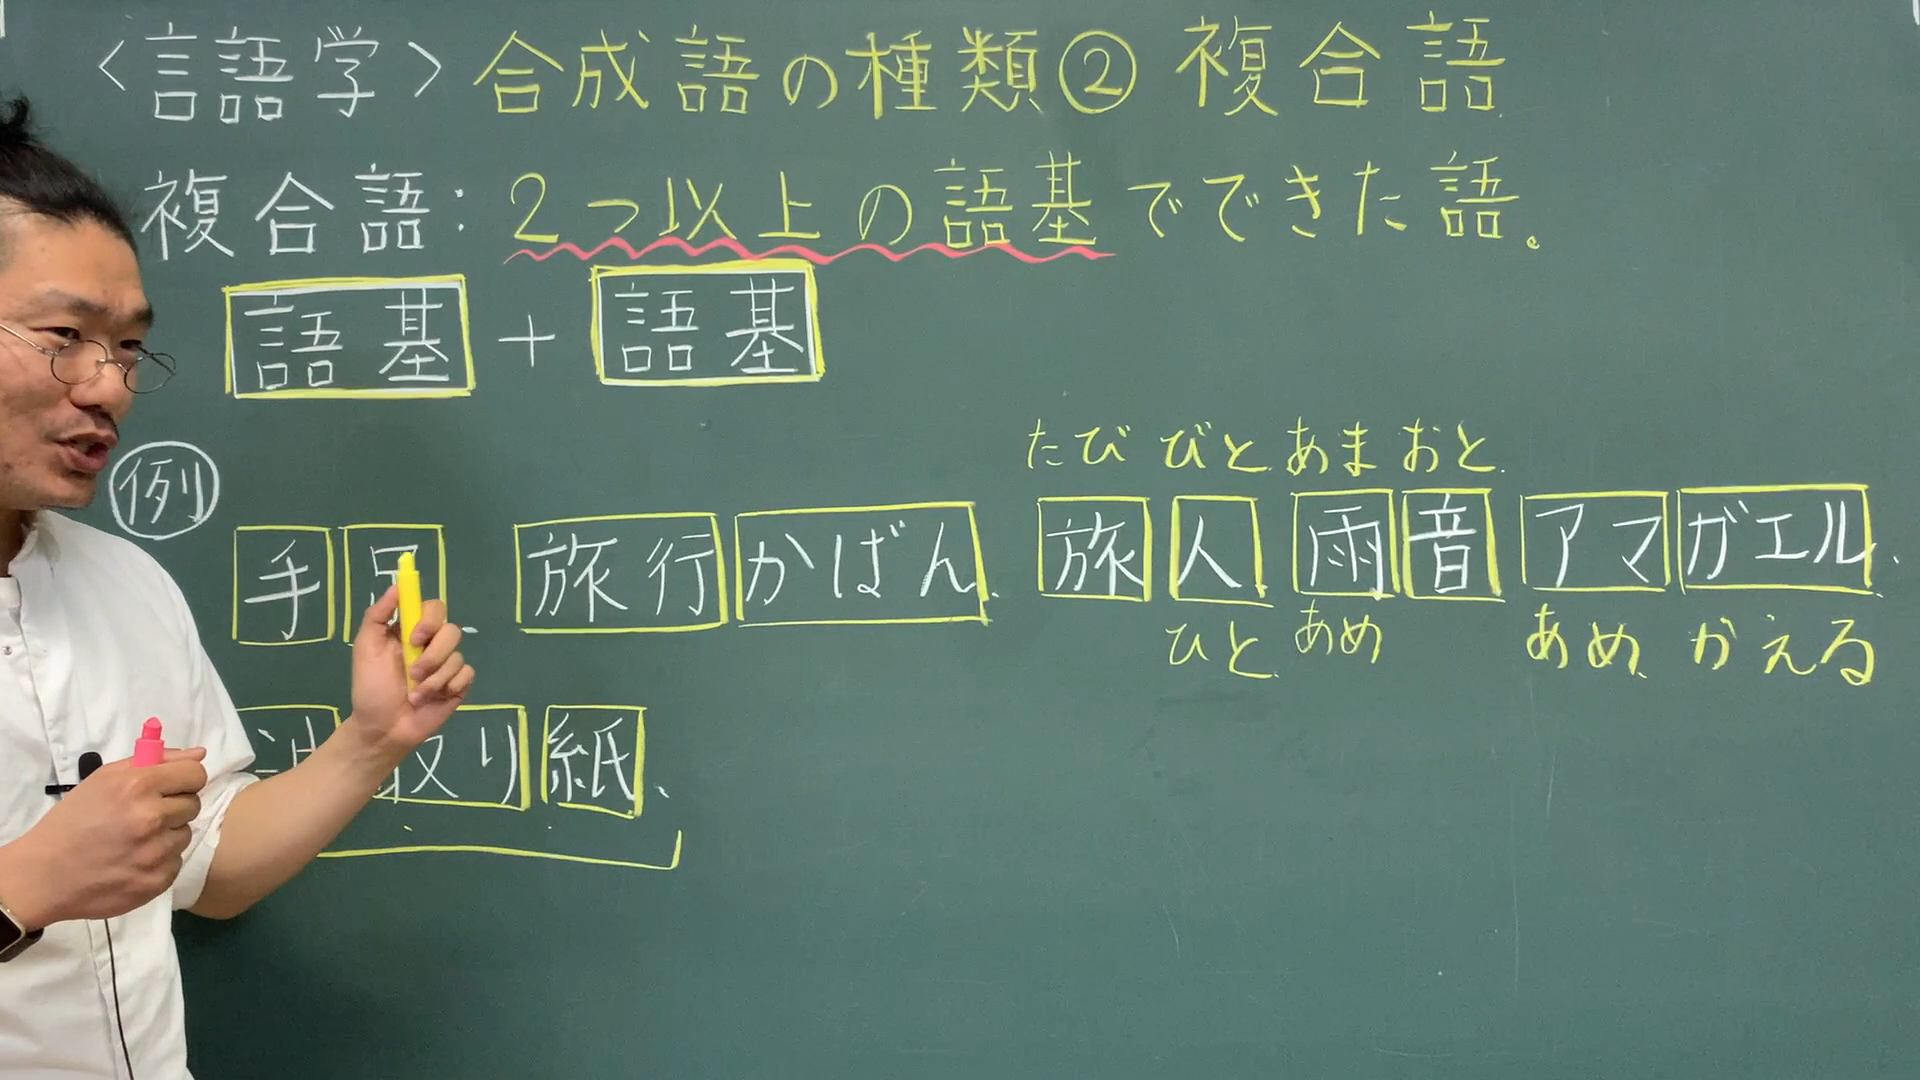 〈言語学〉合成語の種類② 複合語
複合語:2つ以上の語基でできた語。
語基 + 語基
たび びと あま おと
例
手足 旅行かばん 旅人 雨音 アマガエル
ひと あめ あめ がえる
取り紙